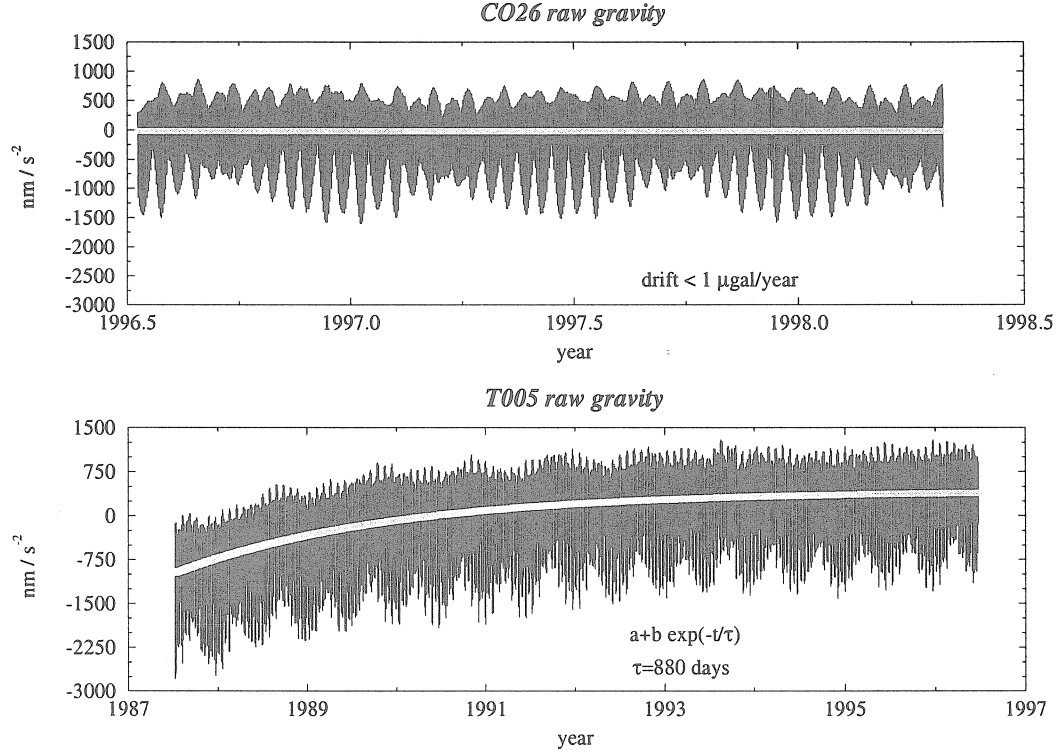 CO26 raw gravity
1500
1000
500
0
-500
-1000
-1500
-2000
-2500
-3000
nm / s⁻²
drift < 1 μgal/year
1996.5 1997.0 1997.5 1998.0 1998.5
year
T005 raw gravity
1500
750
0
-750
-1500
-2250
-3000
nm / s⁻²
a+b exp(-t/τ)
τ=880 days
1987 1989 1991 1993 1995 1997
year